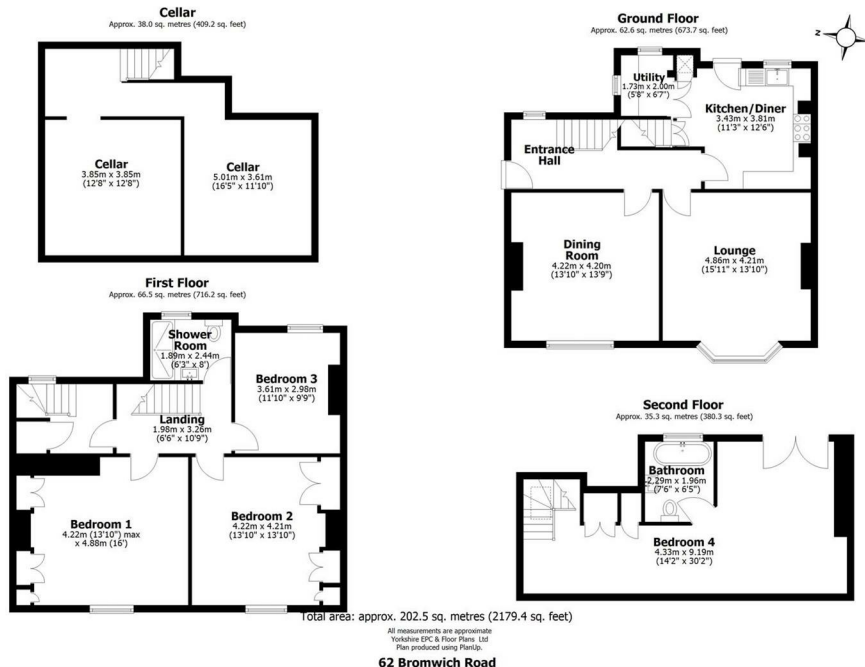 Cellar
Approx. 38.0 sq. metres (409.2 sq. feet)
Cellar
3.85m x 3.85m
(12'8" x 12'8")
Cellar
5.01m x 3.61m
(16'5" x 11'10")
Ground Floor
Approx. 62.6 sq. metres (673.7 sq. feet)
N
Utility
1.73m x 2.00m
(5'8" x 6'7")
Kitchen/Diner
3.43m x 3.81m
(11'3" x 12'6")
Entrance
Hall
Dining
Room
4.22m x 4.20m
(13'10" x 13'9")
Lounge
4.86m x 4.21m
(15'11" x 13'10")
First Floor
Approx. 66.5 sq. metres (716.2 sq. feet)
Shower
Room
1.89m x 2.44m
(6'3" x 8')
Bedroom 3
3.61m x 2.98m
(11'10" x 9'9")
Landing
1.98m x 3.26m
(6'6" x 10'9")
Bedroom 1
4.22m (13'10") max
x 4.88m (16')
Bedroom 2
4.22m x 4.21m
(13'10" x 13'10")
Second Floor
Approx. 35.3 sq. metres (380.3 sq. feet)
Bathroom
2.29m x 1.96m
(7'6" x 6'5")
Bedroom 4
4.33m x 9.19m
(14'2" x 30'2")
Total area: approx. 202.5 sq. metres (2179.4 sq. feet)
All measurements are approximate
Yorkshire EPC & Floor Plans Ltd
Plan produced using PlanUp.
62 Bromwich Road